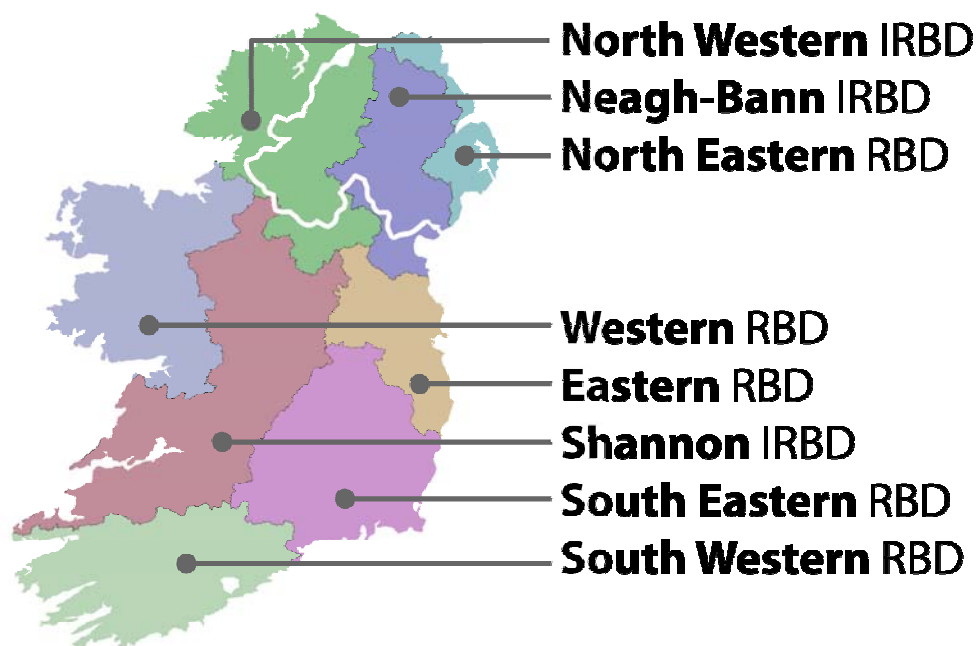 North Western IRBD
Neagh-Bann IRBD
North Eastern RBD
Western RBD
Eastern RBD
Shannon IRBD
South Eastern RBD
South Western RBD